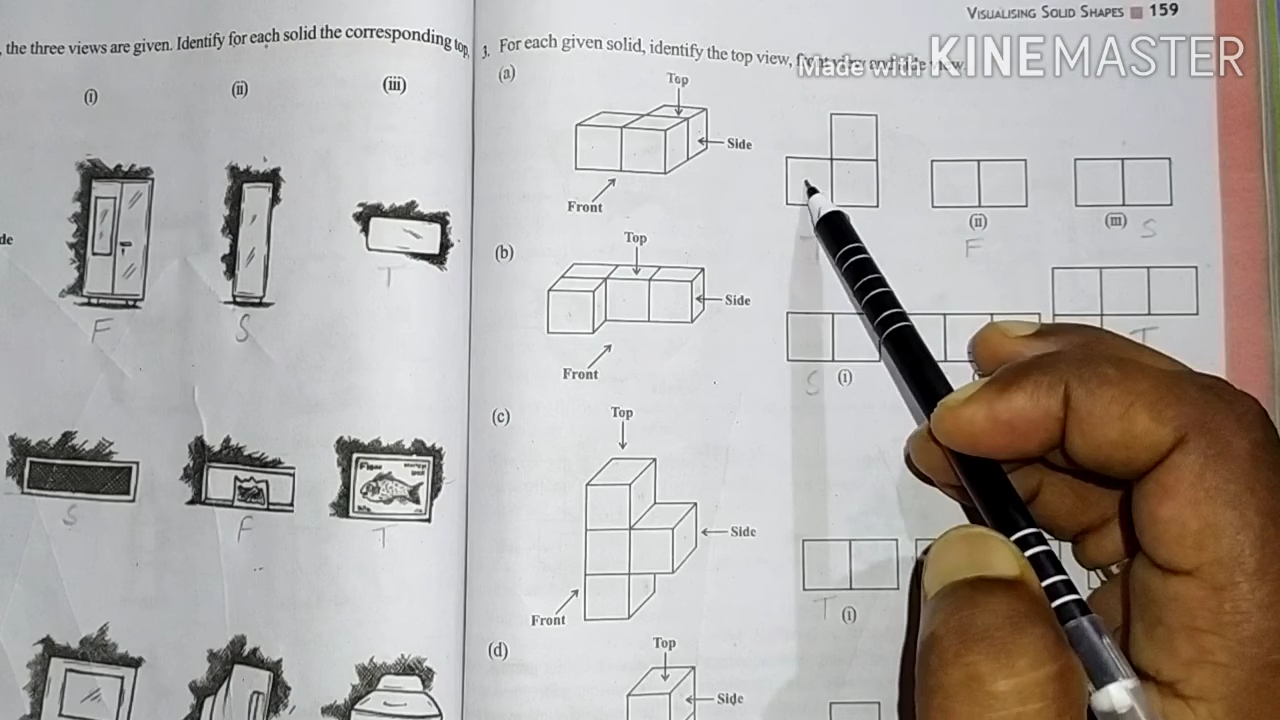 VISUALISING SOLID SHAPES 159
Made with KINEMASTER
, the three views are given. Identify for each solid the corresponding top,
(i)
(ii)
(iii)
de
F
S
T
S
F
T
3. For each given solid, identify the top view,
(a)
Top
Side
Front
(ii)
(iii)
F
S
(b)
Top
Side
Front
S
(i)
T
(c)
Top
Side
Front
T
(i)
(d)
Top
Side